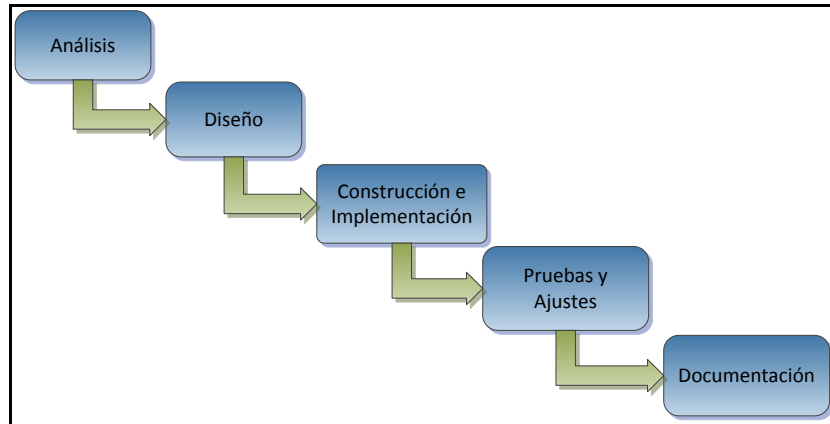 Análisis
Diseño
Construcción e
Implementación
Pruebas y
Ajustes
Documentación